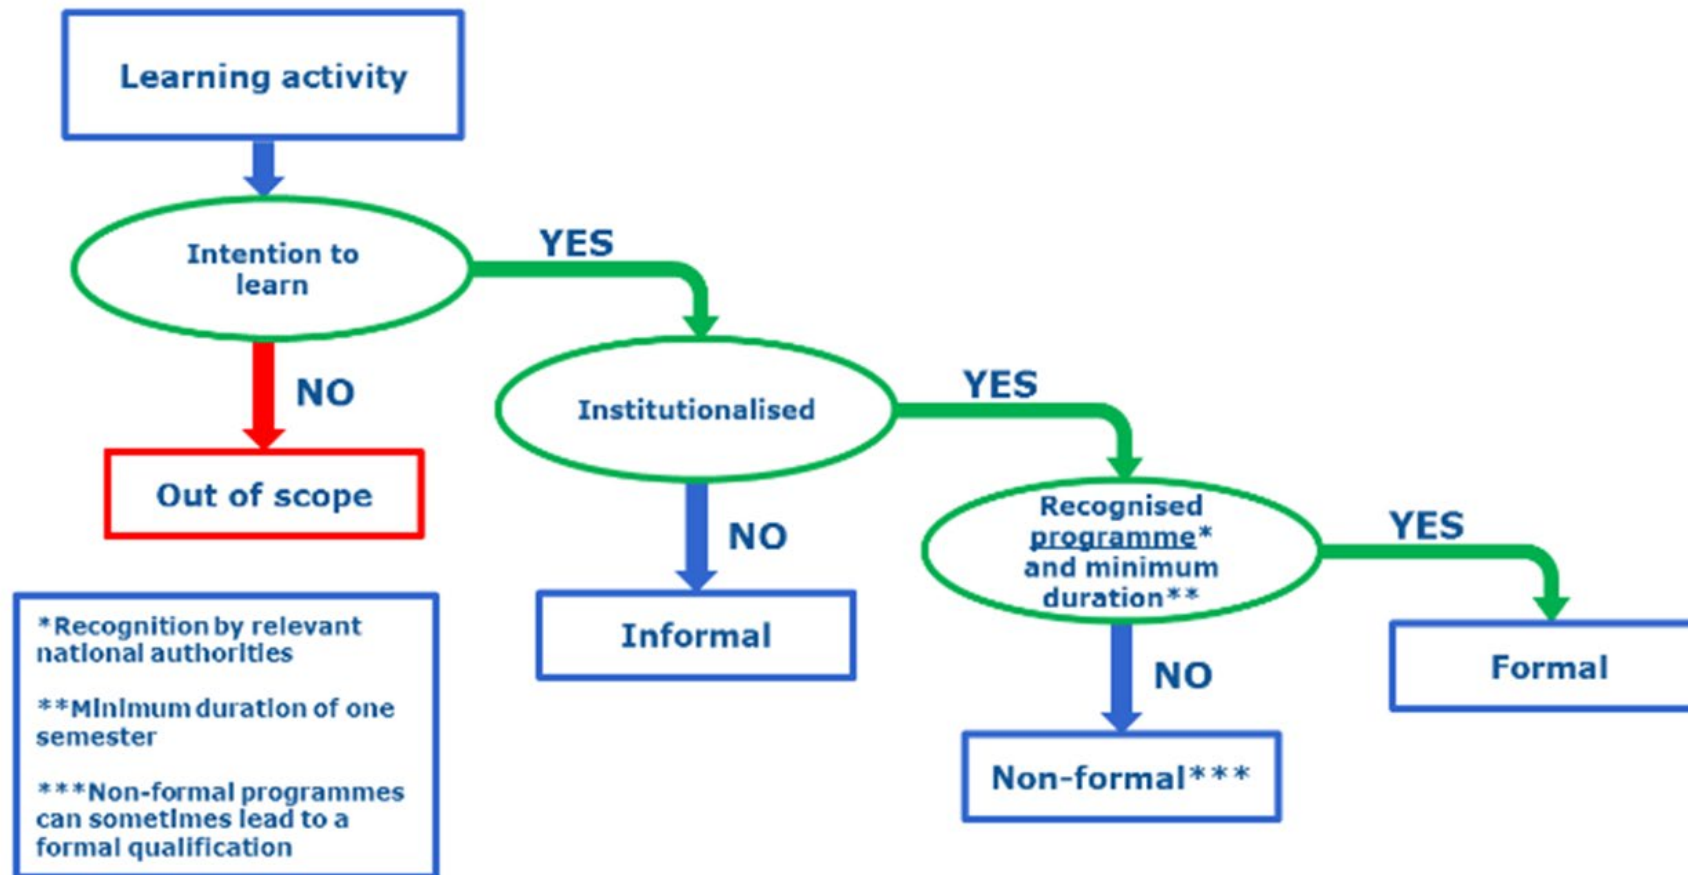 Learning activity
Intention to
learn
YES
NO
Out of scope
Institutionalised
YES
NO
Informal
Recognised
programme*
and minimum
duration**
YES
NO
Formal
Non-formal***
*Recognition by relevant
national authorities
**Minimum duration of one
semester
***Non-formal programmes
can sometimes lead to a
formal qualification